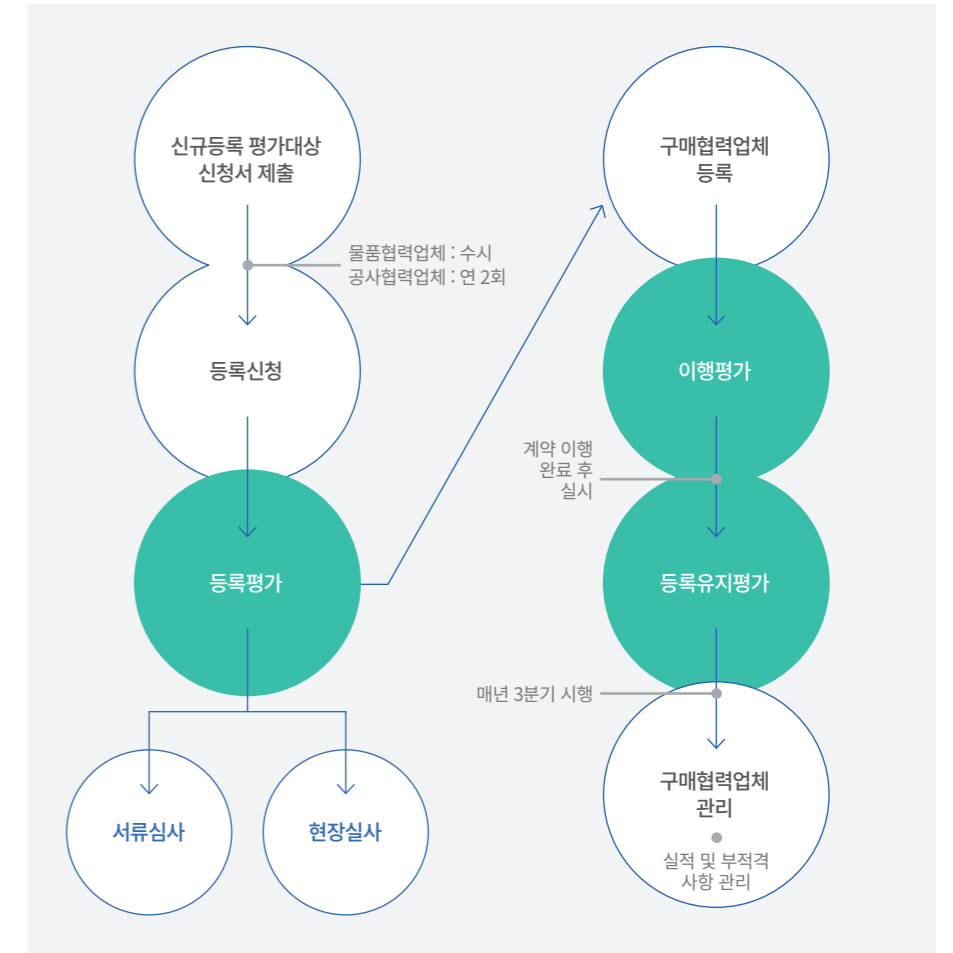 신규등록 평가대상
신청서 제출
물품협력업체 : 수시
공사협력업체 : 연 2회
등록신청
등록평가
서류심사
현장실사
구매협력업체
등록
이행평가
계약 이행
완료 후
실시
등록유지평가
매년 3분기 시행
구매협력업체
관리
실적 및 부적격
사항 관리